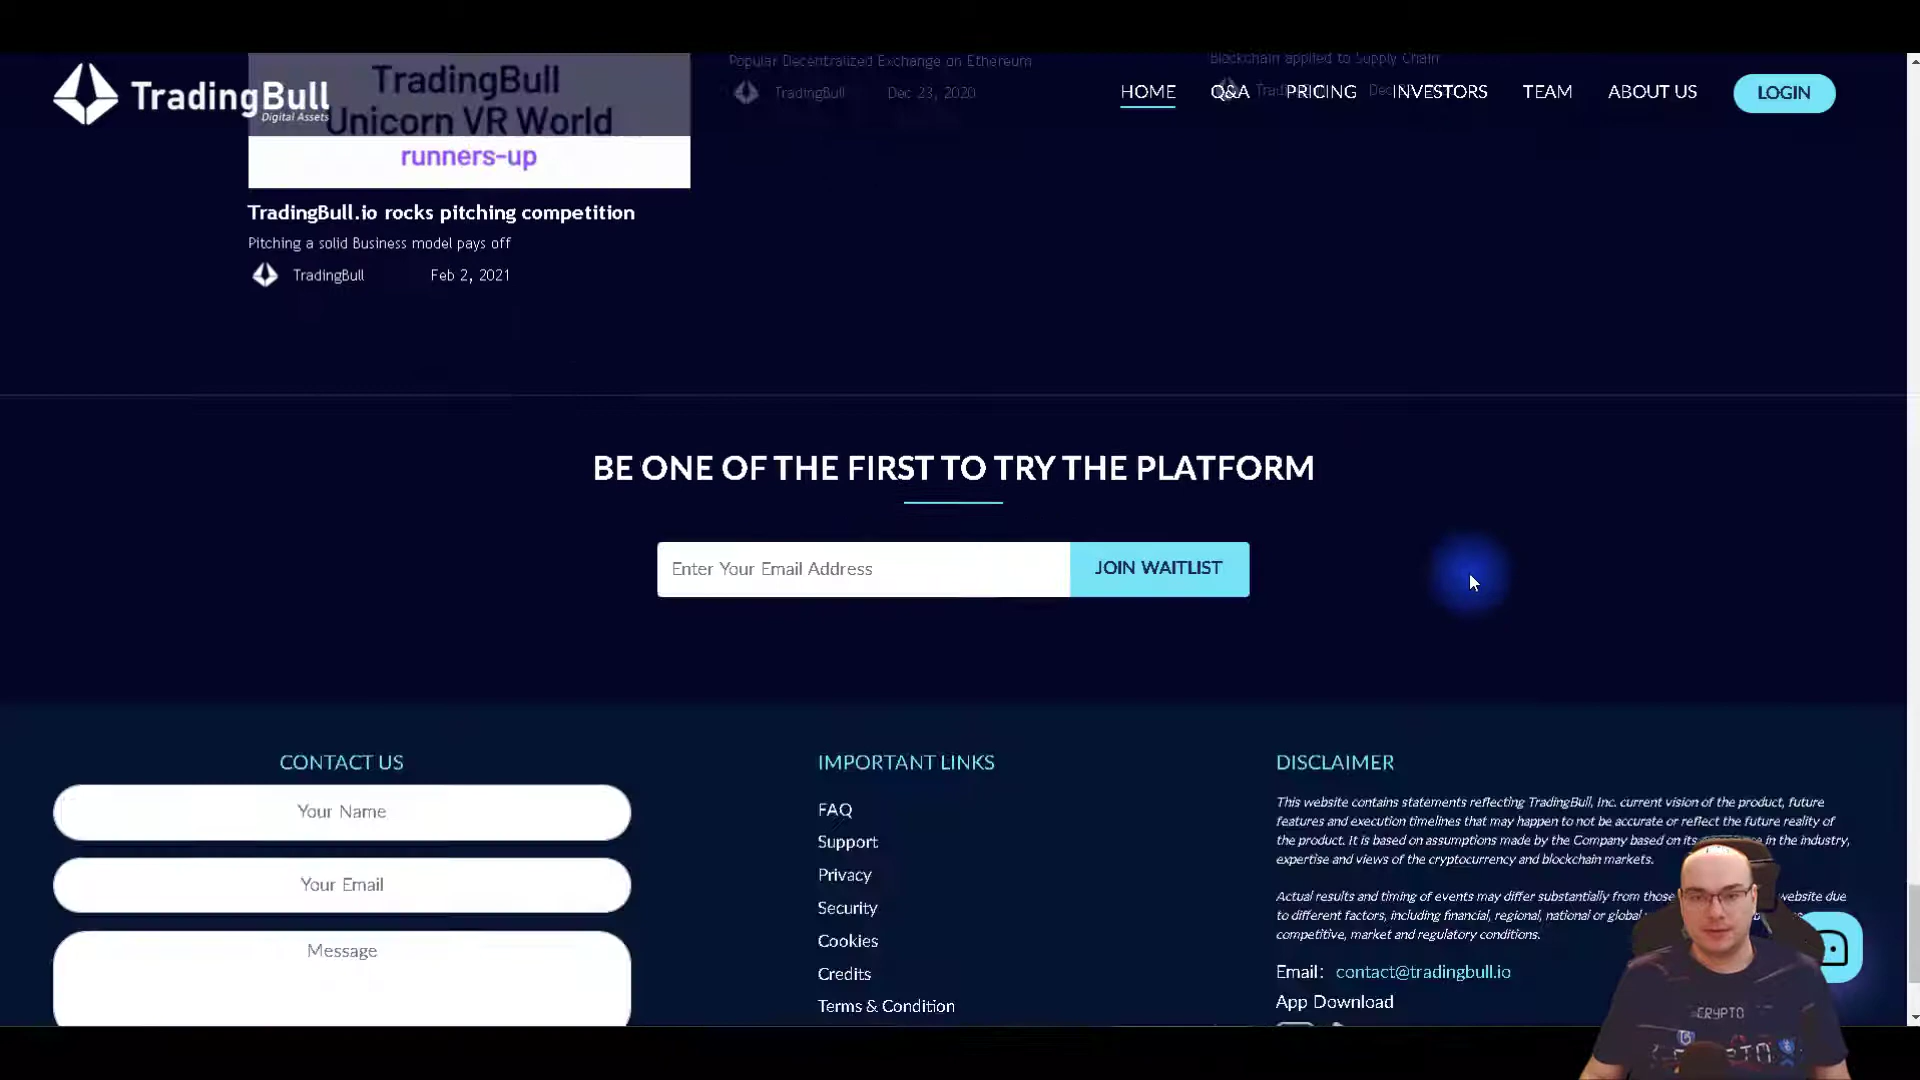 TradingBull
Digital Assets
HOME
Q&A
PRICING
INVESTORS
TEAM
ABOUT US
LOGIN
TradingBull
Unicorn VR World
runners-up
Popular Decentralized Exchange on Ethereum
TradingBull
Dec 23, 2020
Blockchain applied to Supply Chain
TradingBull.io rocks pitching competition
Pitching a solid Business model pays off
TradingBull
Feb 2, 2021
BE ONE OF THE FIRST TO TRY THE PLATFORM
Enter Your Email Address
JOIN WAITLIST
CONTACT US
Your Name
Your Email
Message
IMPORTANT LINKS
FAQ
Support
Privacy
Security
Cookies
Credits
Terms & Condition
DISCLAIMER
This website contains statements reflecting TradingBull, Inc. current vision of the product, future
features and execution timelines that may happen to not be accurate or reflect the future reality of
the product. It is based on assumptions made by the Company based on its in the industry,
expertise and views of the cryptocurrency and blockchain markets.
Actual results and timing of events may differ substantially from those website due
to different factors, including financial, regional, national or global
competitive, market and regulatory conditions.
Email: contact@tradingbull.io
App Download
CRYPTO